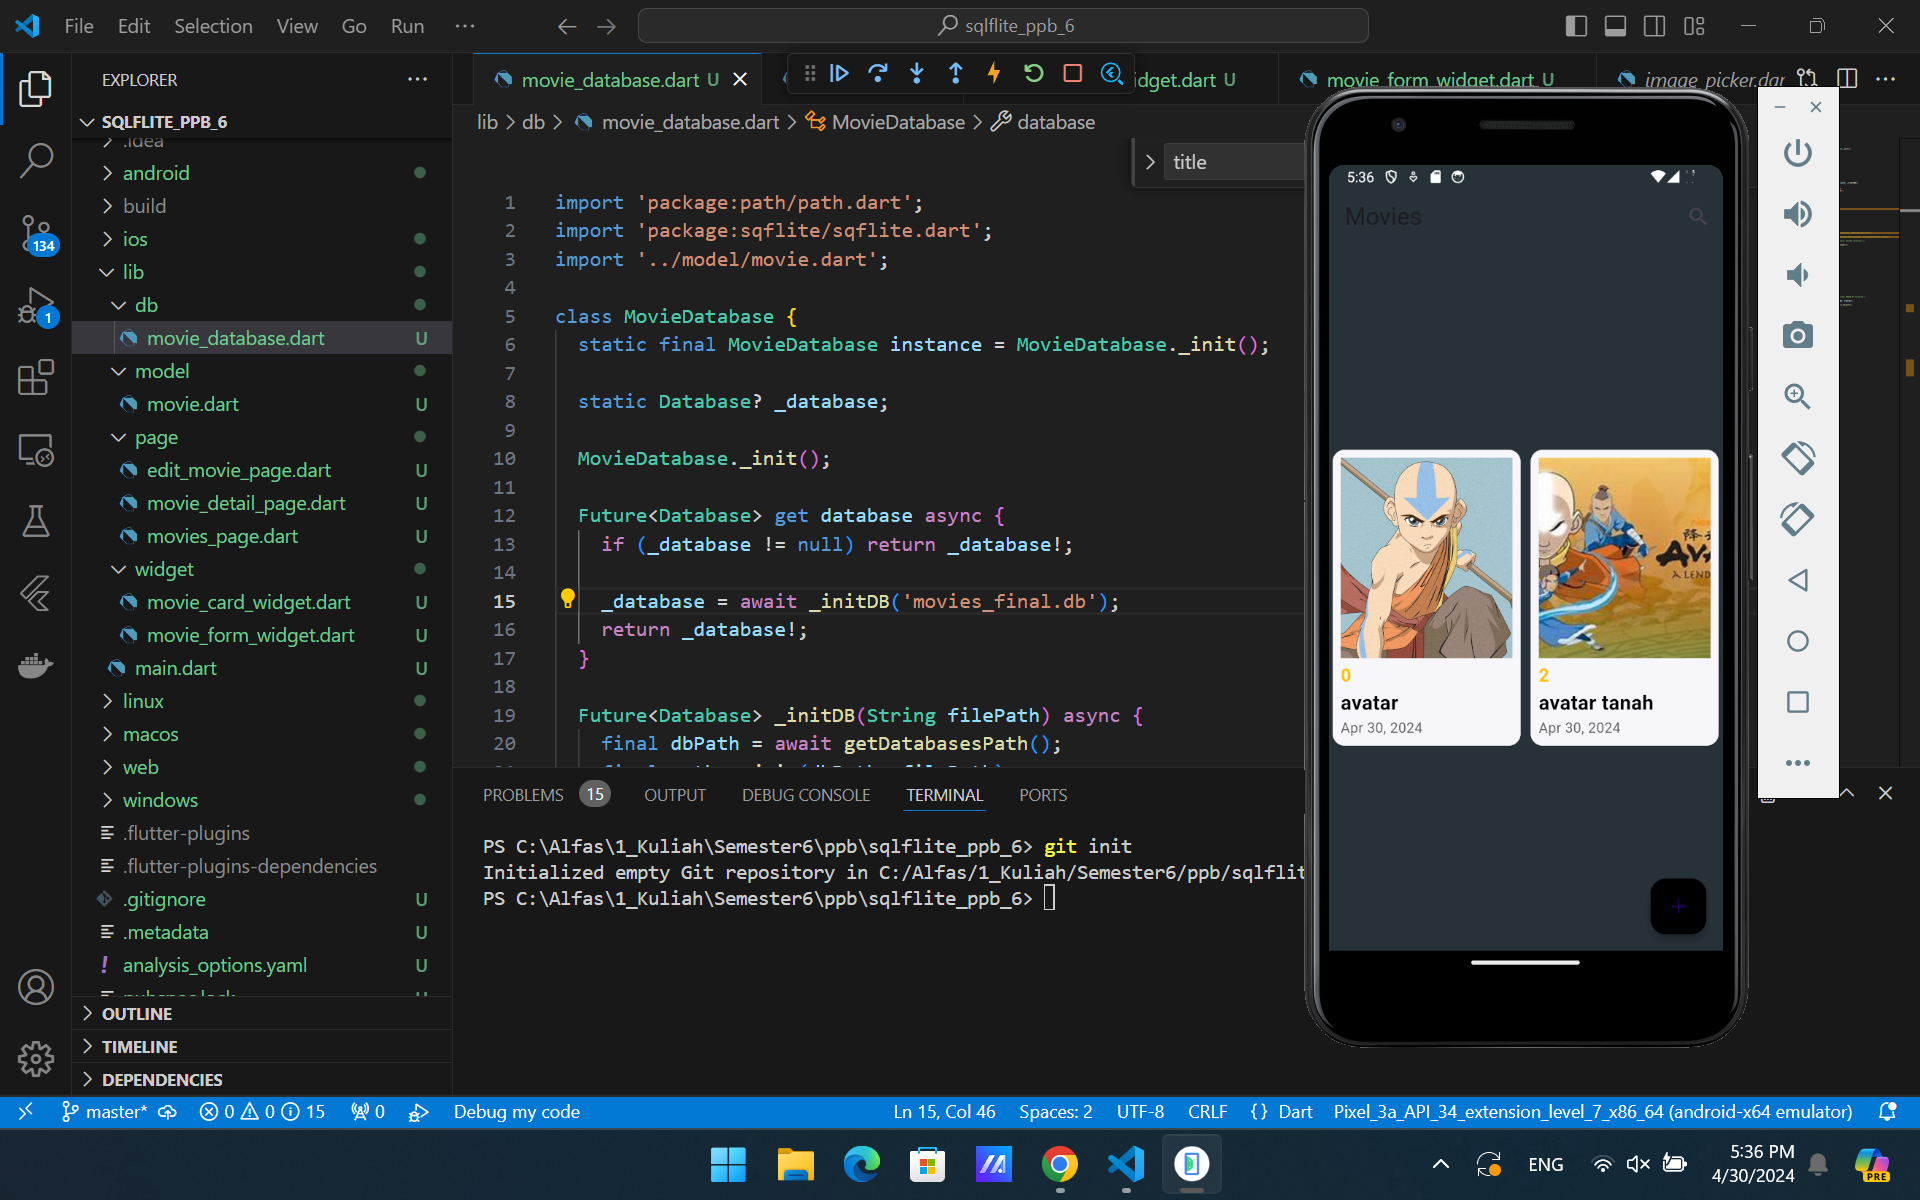 File Edit Selection View Go Run ···
sqlflite_ppb_6
EXPLORER
SQLFLITE_PPB_6
.idea
android
build
ios
lib
db
movie_database.dart U
model
movie.dart U
page
edit_movie_page.dart U
movie_detail_page.dart U
movies_page.dart U
widget
movie_card_widget.dart U
movie_form_widget.dart U
main.dart U
linux
macos
web
windows
.flutter-plugins
.flutter-plugins-dependencies
.gitignore U
.metadata U
analysis_options.yaml U
OUTLINE
TIMELINE
DEPENDENCIES
134
1
movie_database.dart U
idget.dart U
movie_form_widget.dart U
image_picker.dar
lib > db > movie_database.dart > MovieDatabase > database
title
1 import 'package:path/path.dart';
2 import 'package:sqflite/sqflite.dart';
3 import '../model/movie.dart';
4
5 class MovieDatabase {
6 static final MovieDatabase instance = MovieDatabase._init();
7
8 static Database? _database;
9
10 MovieDatabase._init();
11
12 Future<Database> get database async {
13 if (_database != null) return _database!;
14
15 _database = await _initDB('movies_final.db');
16 return _database!;
17 }
18
19 Future<Database> _initDB(String filePath) async {
20 final dbPath = await getDatabasesPath();
PROBLEMS 15 OUTPUT DEBUG CONSOLE TERMINAL PORTS
PS C:\Alfas\1_Kuliah\Semester6\ppb\sqlflite_ppb_6> git init
Initialized empty Git repository in C:/Alfas/1_Kuliah/Semester6/ppb/sqlflit
PS C:\Alfas\1_Kuliah\Semester6\ppb\sqlflite_ppb_6>
5:36
Movies
0
avatar
Apr 30, 2024
2
avatar tanah
Apr 30, 2024
+
master* 0 0 15 0 Debug my code
Ln 15, Col 46 Spaces: 2 UTF-8 CRLF {} Dart Pixel_3a_API_34_extension_level_7_x86_64 (android-x64 emulator)
ENG
5:36 PM
4/30/2024
PRE